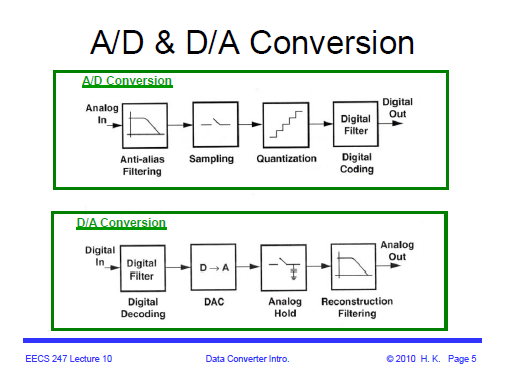 A/D & D/A Conversion
A/D Conversion
Analog
In
Digital
Filter
Digital
Out
Anti-alias
Filtering
Sampling
Quantization
Digital
Coding
D/A Conversion
Digital
In
Digital
Filter
D → A
Analog
Out
Digital
Decoding
DAC
Analog
Hold
Reconstruction
Filtering
EECS 247 Lecture 10
Data Converter Intro.
© 2010 H. K. Page 5